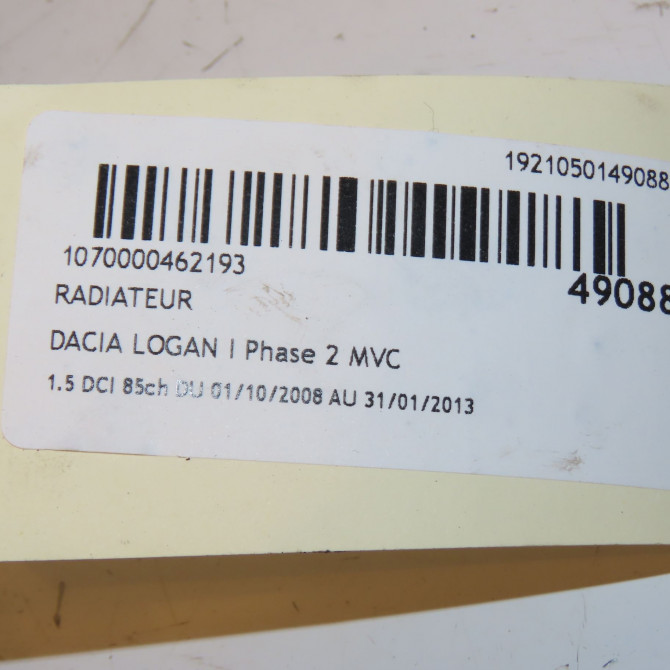 1921050149088
1070000462193
49088
RADIATEUR
DACIA LOGAN I Phase 2 MVC
1.5 DCI 85ch DU 01/10/2008 AU 31/01/2013